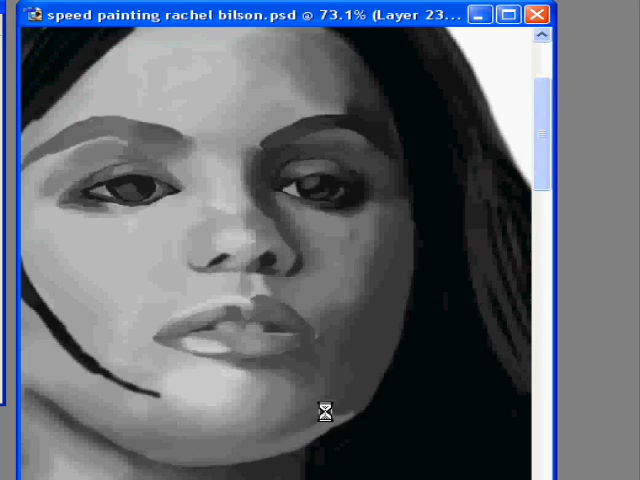 speed painting rachel bilson.psd @ 73.1% (Layer 23...